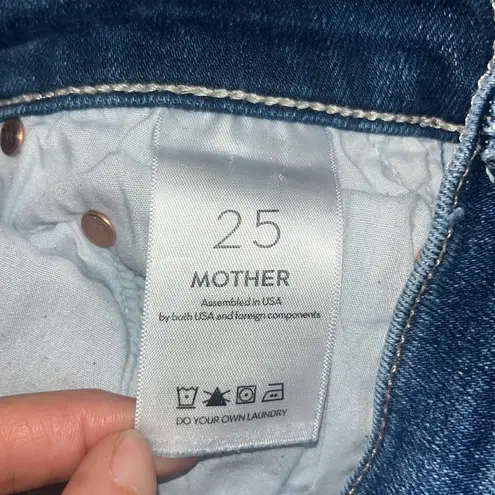 25
MOTHER
Assembled in USA
by both USA and foreign components
DO YOUR OWN LAUNDRY